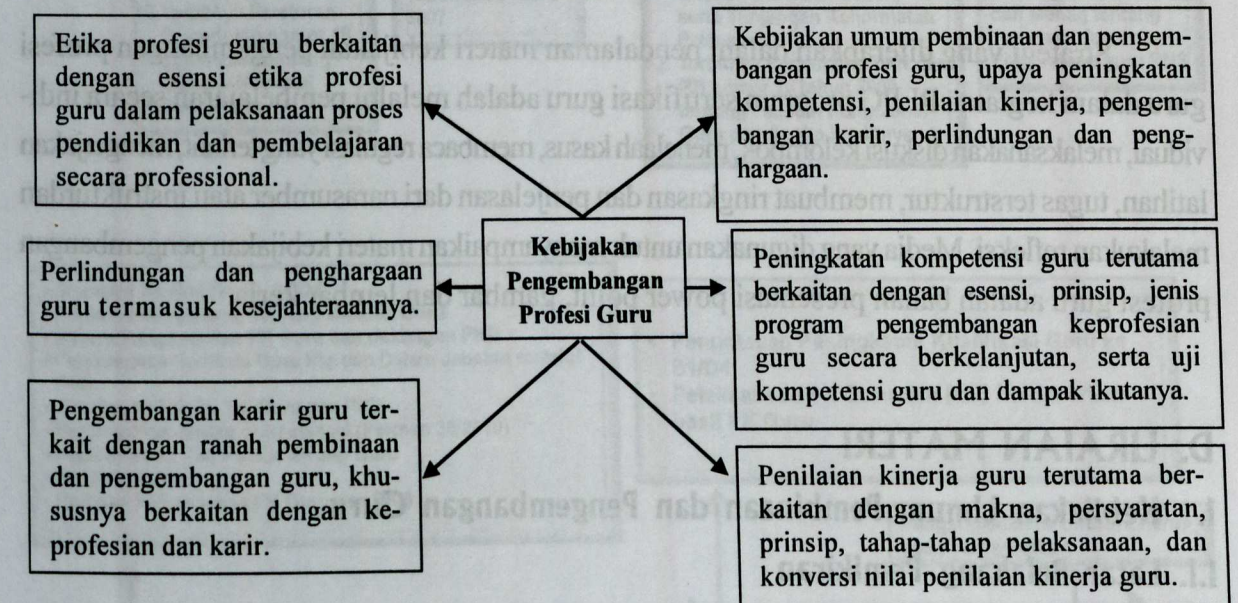 Etika profesi guru berkaitan
dengan esensi etika profesi
guru dalam pelaksanaan proses
pendidikan dan pembelajaran
secara professional.
Kebijakan umum pembinaan dan pengem-
bangan profesi guru, upaya peningkatan
kompetensi, penilaian kinerja, pengem-
bangan karir, perlindungan dan peng-
hargaan.
Perlindungan dan penghargaan
guru termasuk kesejahteraannya.
Kebijakan
Pengembangan
Profesi Guru
Peningkatan kompetensi guru terutama
berkaitan dengan esensi, prinsip, jenis
program pengembangan keprofesian
guru secara berkelanjutan, serta uji
kompetensi guru dan dampak ikutanya.
Pengembangan karir guru ter-
kait dengan ranah pembinaan
dan pengembangan guru, khu-
susnya berkaitan dengan ke-
profesian dan karir.
Penilaian kinerja guru terutama ber-
kaitan dengan makna, persyaratan,
prinsip, tahap-tahap pelaksanaan, dan
konversi nilai penilaian kinerja guru.